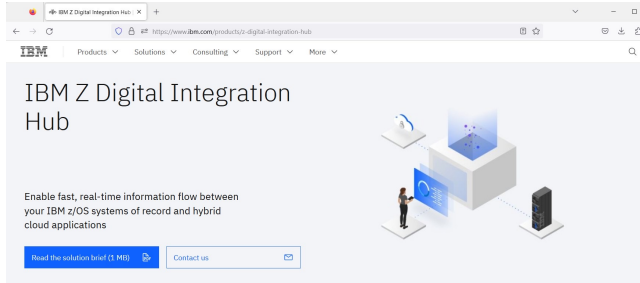 IBM Z Digital Integration Hub
https://www.ibm.com/products/z-digital-integration-hub
IBM Products Solutions Consulting Support More
IBM Z Digital Integration
Hub
Enable fast, real-time information flow between
your IBM z/OS systems of record and hybrid
cloud applications
Read the solution brief (1 MB) Contact us